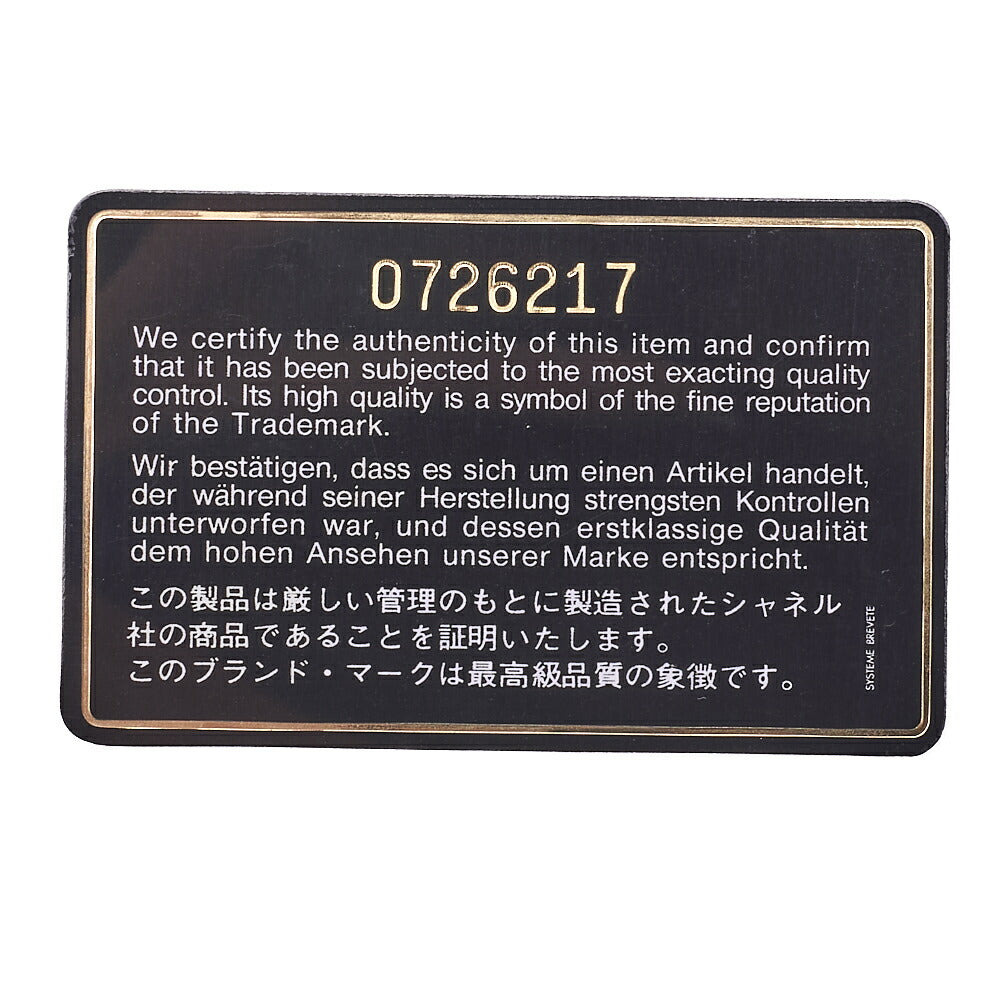 0726217
We certify the authenticity of this item and confirm
that it has been subjected to the most exacting quality
control. Its high quality is a symbol of the fine reputation
of the Trademark.
Wir bestätigen, dass es sich um einen Artikel handelt,
der während seiner Herstellung strengsten Kontrollen
unterworfen war, und dessen erstklassige Qualität
dem hohen Ansehen unserer Marke entspricht.
この製品は厳しい管理のもとに製造されたシャネル
社の商品であることを証明いたします。
このブランド・マークは最高級品質の象徴です。
SYSTEME BREVETE